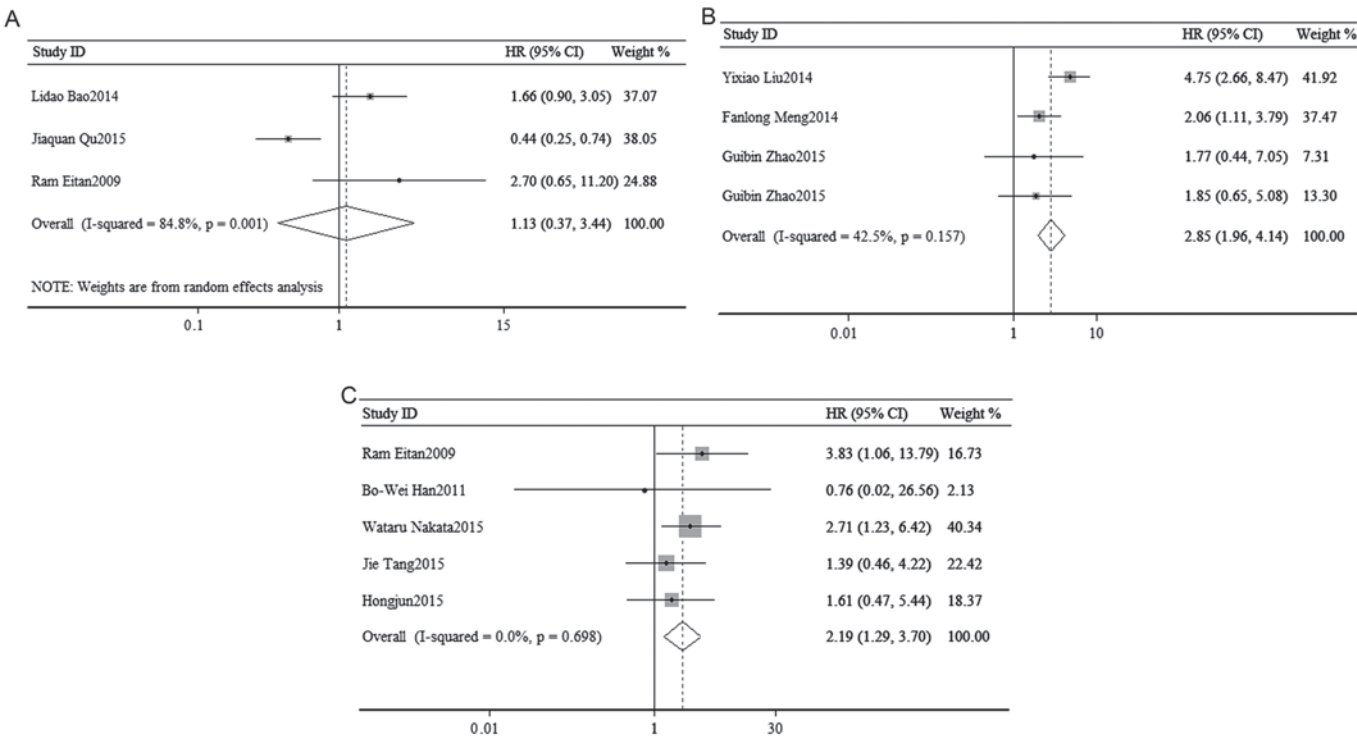 A
Study ID HR (95% CI) Weight %
Lidao Bao2014 1.66 (0.90, 3.05) 37.07
Jiaquan Qu2015 0.44 (0.25, 0.74) 38.05
Ram Eitan2009 2.70 (0.65, 11.20) 24.88
Overall (I-squared = 84.8%, p = 0.001) 1.13 (0.37, 3.44) 100.00
NOTE: Weights are from random effects analysis
0.1 1 15
B
Study ID HR (95% CI) Weight %
Yixiao Liu2014 4.75 (2.66, 8.47) 41.92
Fanlong Meng2014 2.06 (1.11, 3.79) 37.47
Guibin Zhao2015 1.77 (0.44, 7.05) 7.31
Guibin Zhao2015 1.85 (0.65, 5.08) 13.30
Overall (I-squared = 42.5%, p = 0.157) 2.85 (1.96, 4.14) 100.00
0.01 1 10
C
Study ID HR (95% CI) Weight %
Ram Eitan2009 3.83 (1.06, 13.79) 16.73
Bo-Wei Han2011 0.76 (0.02, 26.56) 2.13
Wataru Nakata2015 2.71 (1.23, 6.42) 40.34
Jie Tang2015 1.39 (0.46, 4.22) 22.42
Hongjun2015 1.61 (0.47, 5.44) 18.37
Overall (I-squared = 0.0%, p = 0.698) 2.19 (1.29, 3.70) 100.00
0.01 1 30